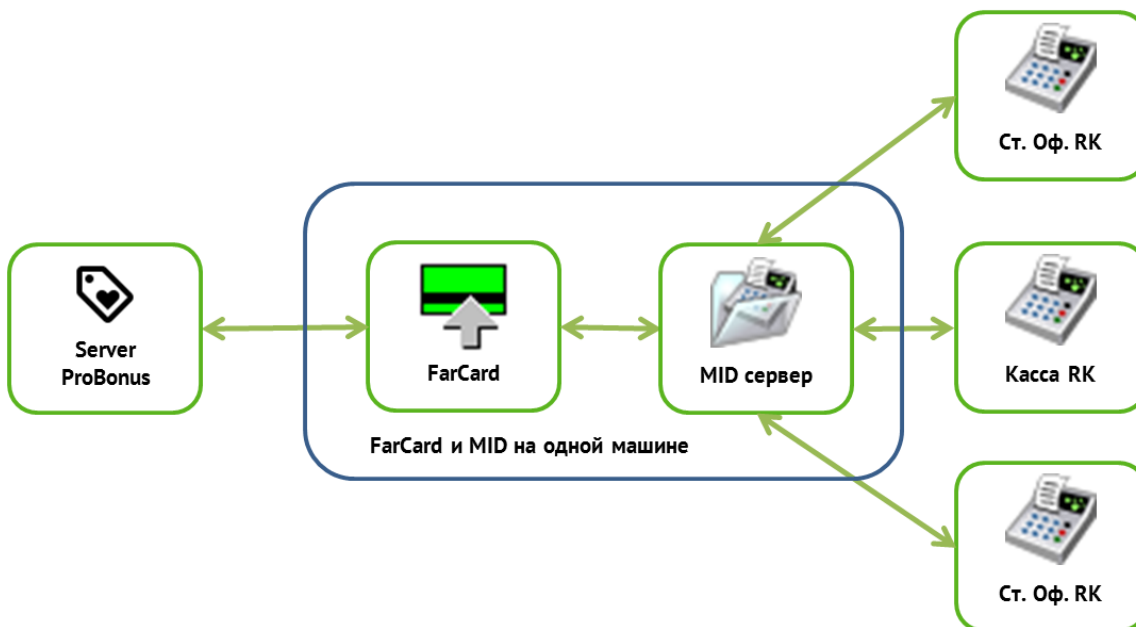 Ст. Оф. RK
Server
ProBonus
FarCard
MID сервер
Касса RK
FarCard и MID на одной машине
Ст. Оф. RK